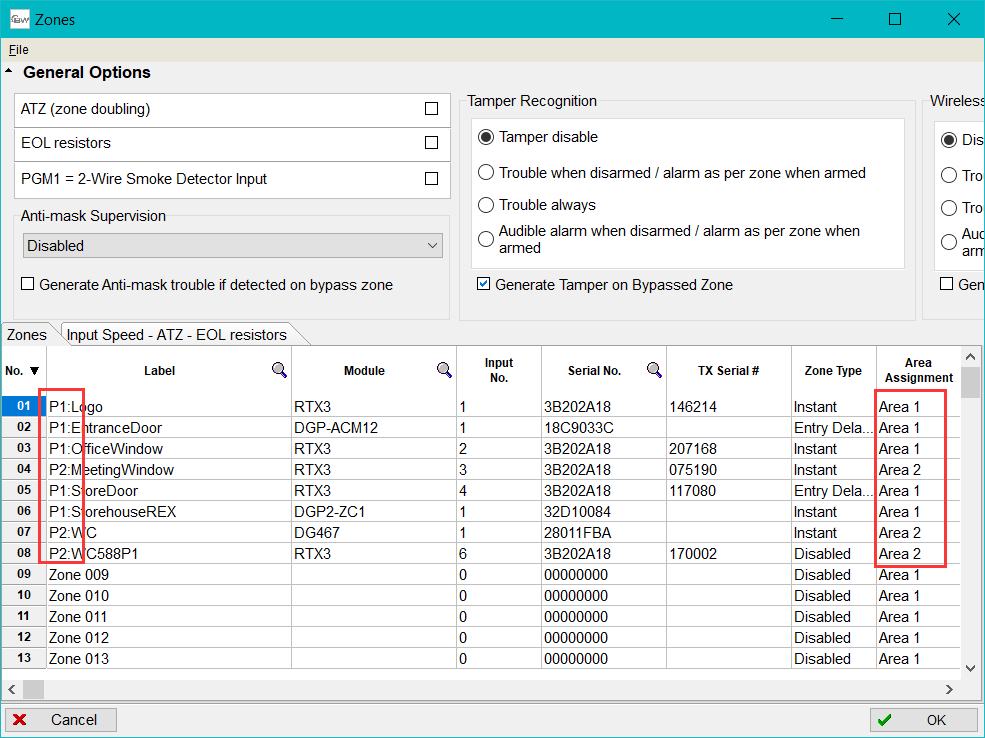 Zones
File
General Options
ATZ (zone doubling)
EOL resistors
PGM1 = 2-Wire Smoke Detector Input
Anti-mask Supervision
Disabled
Generate Anti-mask trouble if detected on bypass zone
Tamper Recognition
Tamper disable
Trouble when disarmed / alarm as per zone when armed
Trouble always
Audible alarm when disarmed / alarm as per zone when
armed
Generate Tamper on Bypassed Zone
Wireless
Dis
Tro
Tro
Aud
arm
Gen
Zones Input Speed - ATZ - EOL resistors
No. Label Module Input No. Serial No. TX Serial # Zone Type Area Assignment
01 P1:Logo RTX3 1 3B202A18 146214 Instant Area 1
02 P1:EntranceDoor DGP-ACM12 1 18C9033C Entry Dela... Area 1
03 P1:OfficeWindow RTX3 2 3B202A18 207168 Instant Area 1
04 P2:MeetingWindow RTX3 3 3B202A18 075190 Instant Area 2
05 P1:StoreDoor RTX3 4 3B202A18 117080 Entry Dela... Area 1
06 P1:StorehouseREX DGP2-ZC1 1 32D10084 Instant Area 1
07 P2:WC DG467 1 28011FBA Instant Area 2
08 P2:WC588P1 RTX3 6 3B202A18 170002 Disabled Area 2
09 Zone 009 0 00000000 Disabled Area 1
10 Zone 010 0 00000000 Disabled Area 1
11 Zone 011 0 00000000 Disabled Area 1
12 Zone 012 0 00000000 Disabled Area 1
13 Zone 013 0 00000000 Disabled Area 1
Cancel OK